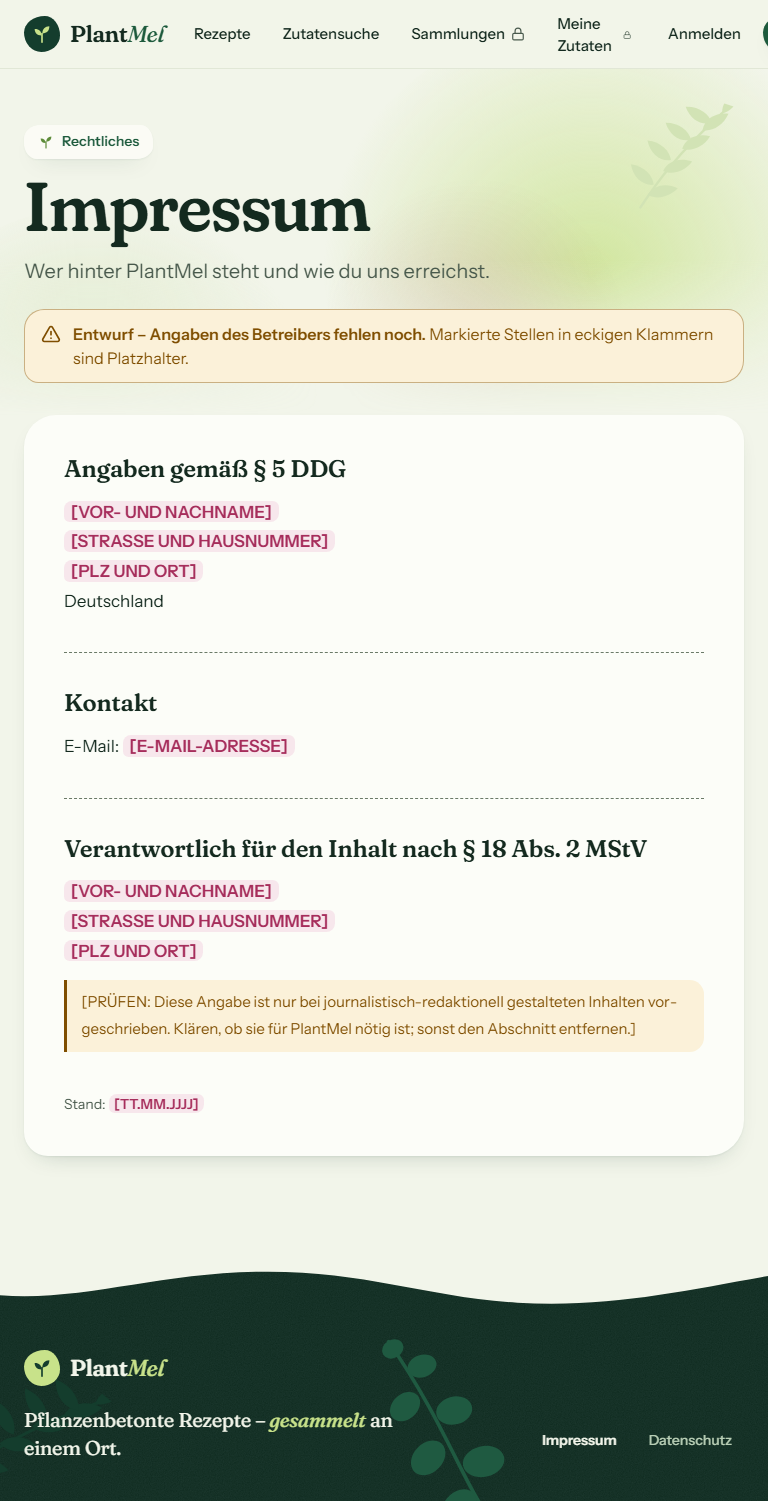 PlantMel
Rezepte
Zutatensuche
Sammlungen
Meine
Zutaten
Anmelden
Rechtliches
Impressum
Wer hinter PlantMel steht und wie du uns erreichst.
Entwurf – Angaben des Betreibers fehlen noch. Markierte Stellen in eckigen Klammern
sind Platzhalter.
Angaben gemäß § 5 DDG
[VOR- UND NACHNAME]
[STRASSE UND HAUSNUMMER]
[PLZ UND ORT]
Deutschland
Kontakt
E-Mail: [E-MAIL-ADRESSE]
Verantwortlich für den Inhalt nach § 18 Abs. 2 MStV
[VOR- UND NACHNAME]
[STRASSE UND HAUSNUMMER]
[PLZ UND ORT]
[PRÜFEN: Diese Angabe ist nur bei journalistisch-redaktionell gestalteten Inhalten vor-
geschrieben. Klären, ob sie für PlantMel nötig ist; sonst den Abschnitt entfernen.]
Stand: [TT.MM.JJJJ]
PlantMel
Pflanzenbetonte Rezepte – gesammelt an
einem Ort.
Impressum
Datenschutz